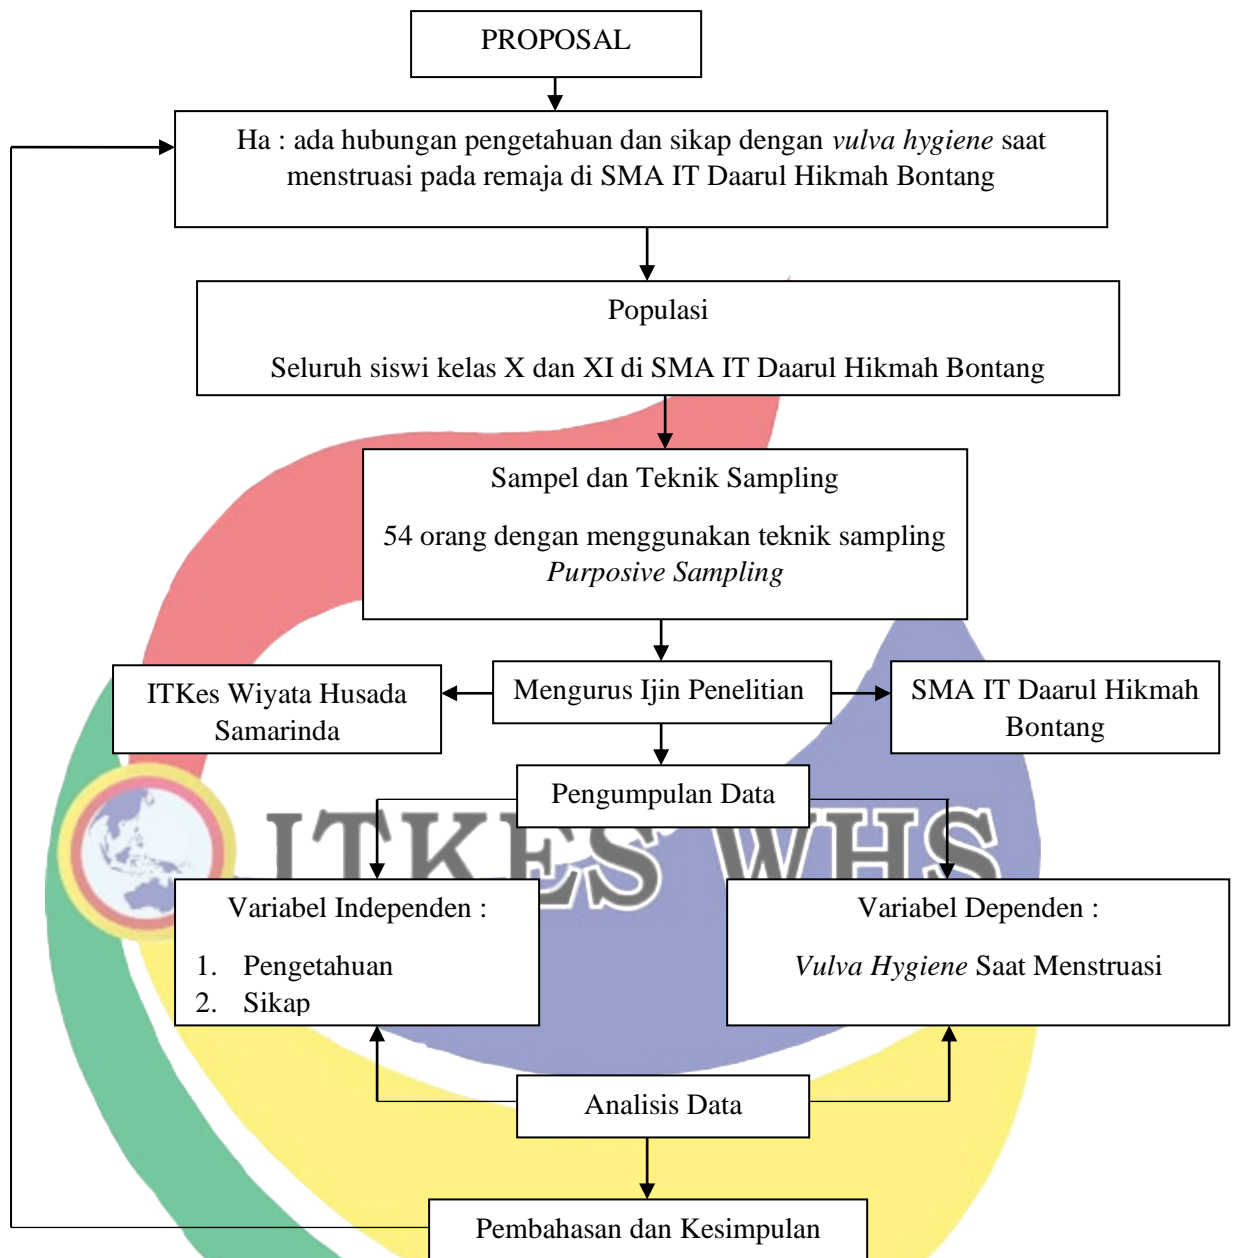 PROPOSAL
Ha : ada hubungan pengetahuan dan sikap dengan vulva hygiene saat
menstruasi pada remaja di SMA IT Daarul Hikmah Bontang
Populasi
Seluruh siswi kelas X dan XI di SMA IT Daarul Hikmah Bontang
Sampel dan Teknik Sampling
54 orang dengan menggunakan teknik sampling
Purposive Sampling
ITKes Wiyata Husada
Samarinda
Mengurus Ijin Penelitian
SMA IT Daarul Hikmah
Bontang
Pengumpulan Data
ITKES WHS
Variabel Independen :
1. Pengetahuan
2. Sikap
Variabel Dependen :
Vulva Hygiene Saat Menstruasi
Analisis Data
Pembahasan dan Kesimpulan